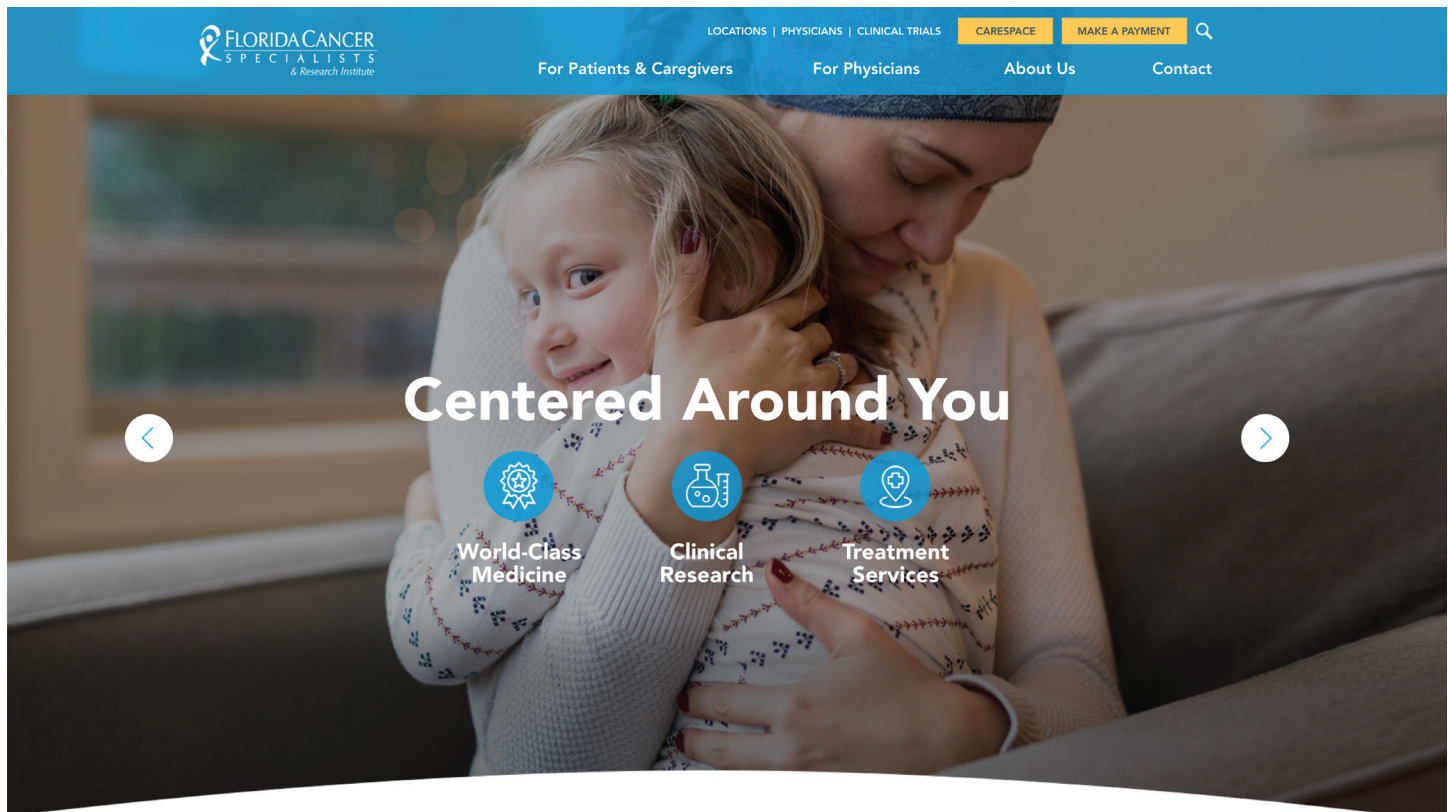 FLORIDA CANCER
SPECIALISTS
& Research Institute
LOCATIONS | PHYSICIANS | CLINICAL TRIALS
CARESPACE
MAKE A PAYMENT
For Patients & Caregivers
For Physicians
About Us
Contact
Centered Around You
World-Class
Medicine
Clinical
Research
Treatment
Services